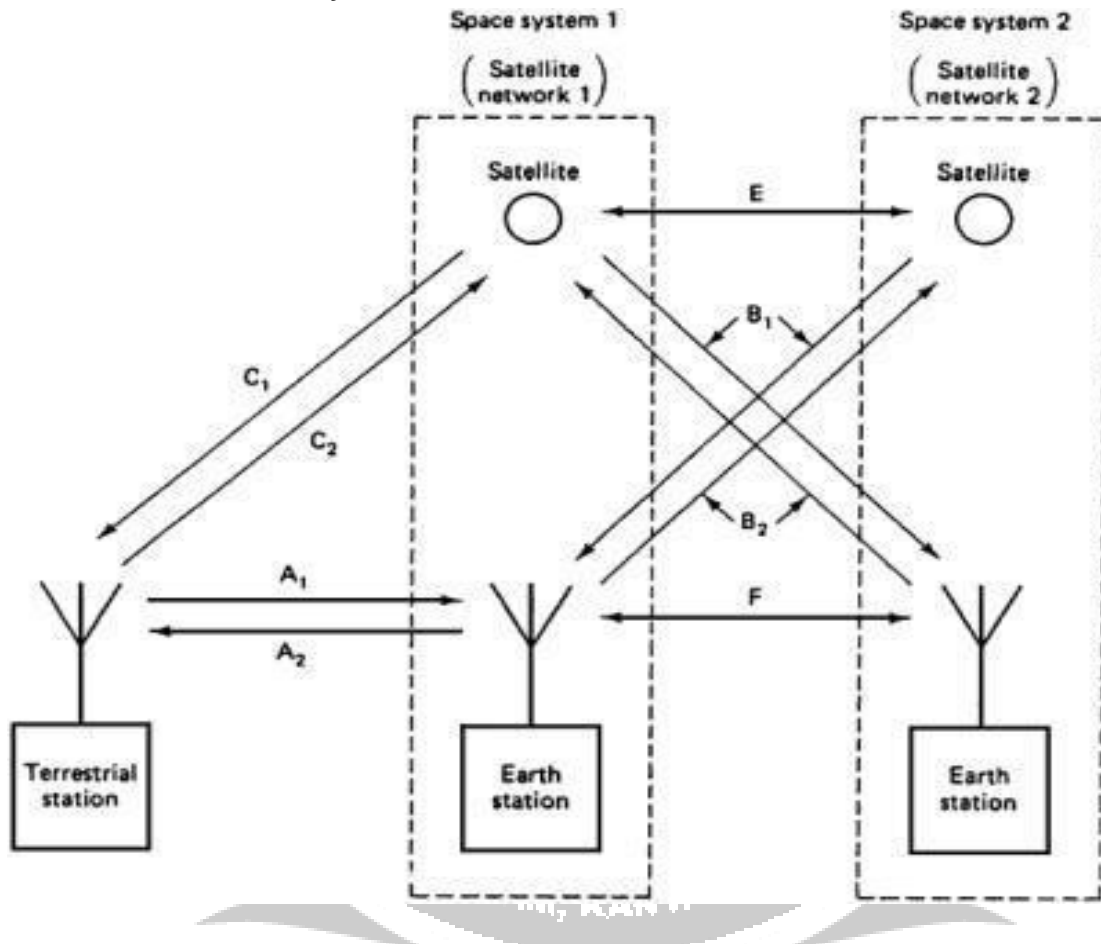 Space system 1
Space system 2
(Satellite
network 1)
(Satellite
network 2)
Satellite
Satellite
E
B₁
C₁
C₂
B₂
A₁
F
A₂
Terrestrial
station
Earth
station
Earth
station